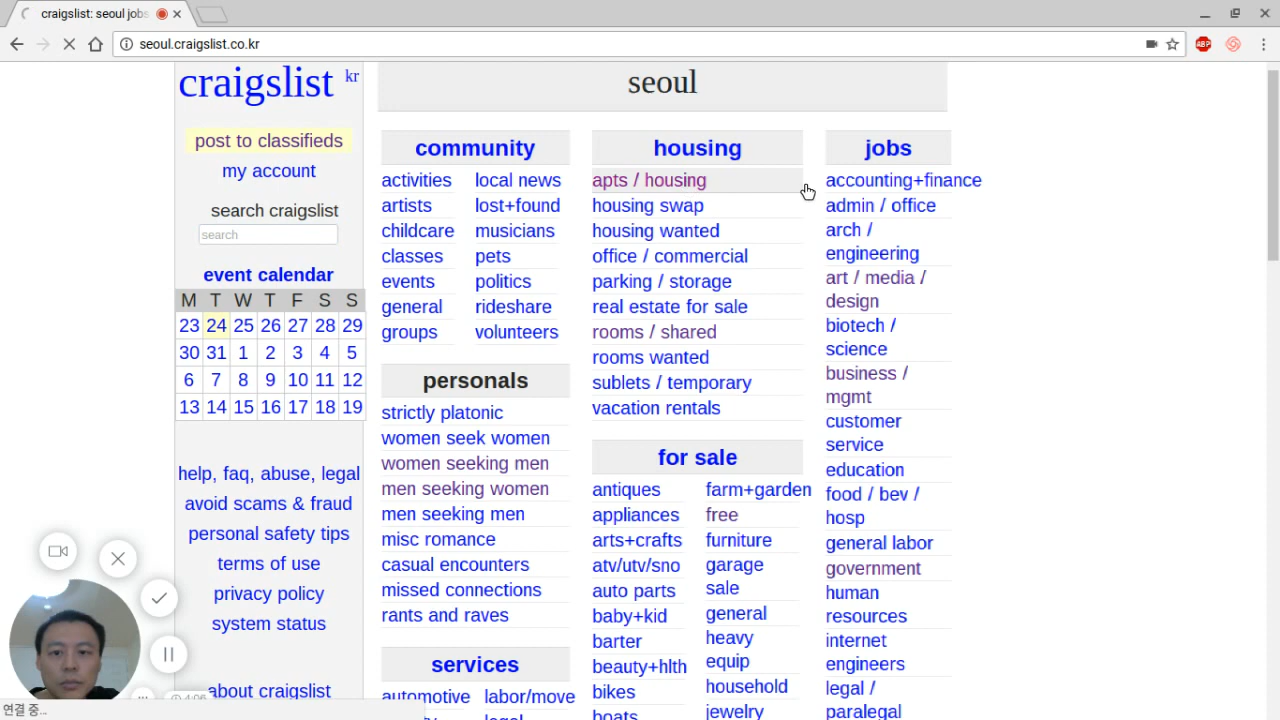 craigslist: seoul jobs
seoul.craigslist.co.kr
ABP
craigslist kr
post to classifieds
my account
search craigslist
search
event calendar
M T W T F S S
23 24 25 26 27 28 29
30 31 1 2 3 4 5
6 7 8 9 10 11 12
13 14 15 16 17 18 19
help, faq, abuse, legal
avoid scams & fraud
personal safety tips
terms of use
privacy policy
system status
about craigslist
seoul
community
activities
artists
childcare
classes
events
general
groups
local news
lost+found
musicians
pets
politics
rideshare
volunteers
personals
strictly platonic
women seek women
women seeking men
men seeking women
men seeking men
misc romance
casual encounters
missed connections
rants and raves
services
automotive
labor/move
legal
housing
apts / housing
housing swap
housing wanted
office / commercial
parking / storage
real estate for sale
rooms / shared
rooms wanted
sublets / temporary
vacation rentals
for sale
antiques
appliances
arts+crafts
atv/utv/sno
auto parts
baby+kid
barter
beauty+hlth
bikes
boats
farm+garden
free
furniture
garage
sale
general
heavy
equip
household
jewelry
jobs
accounting+finance
admin / office
arch /
engineering
art / media /
design
biotech /
science
business /
mgmt
customer
service
education
food / bev /
hosp
general labor
government
human
resources
internet
engineers
legal /
paralegal
4:06
연결 중...